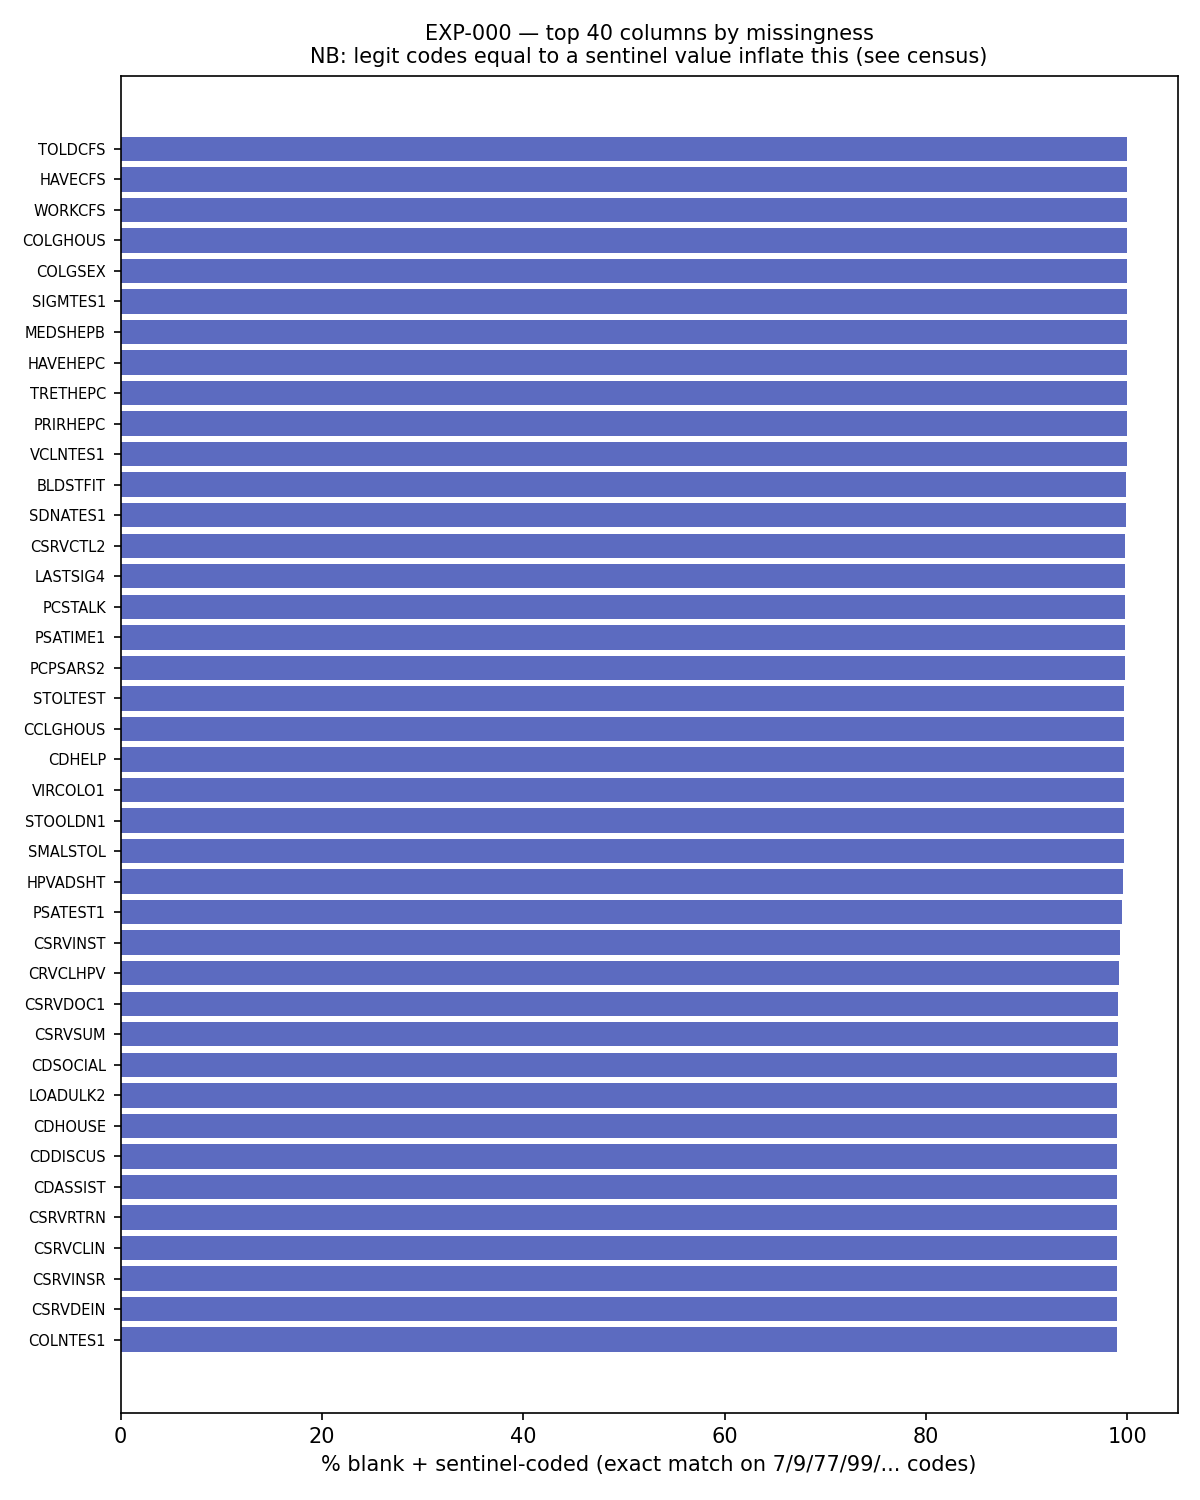 EXP-000 — top 40 columns by missingness
NB: legit codes equal to a sentinel value inflate this (see census)
TOLDCFS
HAVECFS
WORKCFS
COLGHOUS
COLGSEX
SIGMTES1
MEDSHEPB
HAVEHEPC
TRETHEPC
PRIRHEPC
VCLNTES1
BLDSTFIT
SDNATES1
CSRVCTL2
LASTSIG4
PCSTALK
PSATIME1
PCPSARS2
STOLTEST
CCLGHOUS
CDHELP
VIRCOLO1
STOOLDN1
SMALSTOL
HPVADSHT
PSATEST1
CSRVINST
CRVCLHPV
CSRVDOC1
CSRVSUM
CDSOCIAL
LOADULK2
CDHOUSE
CDDISCUS
CDASSIST
CSRVRTRN
CSRVCLIN
CSRVINSR
CSRVDEIN
COLNTES1
0 20 40 60 80 100
% blank + sentinel-coded (exact match on 7/9/77/99/... codes)